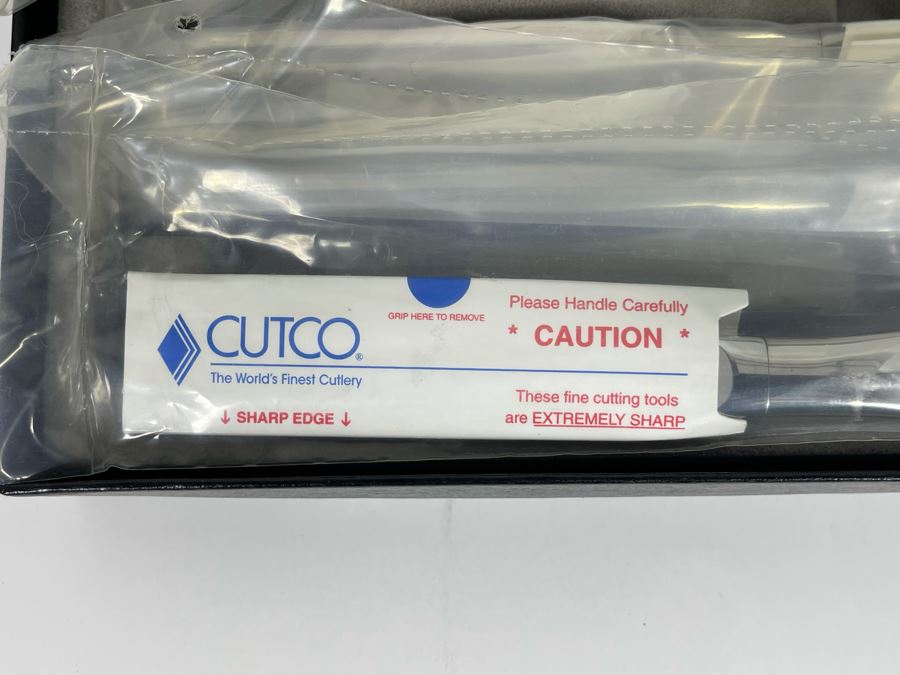 CUTCO®
The World's Finest Cutlery
↓ SHARP EDGE ↓
GRIP HERE TO REMOVE
Please Handle Carefully
* CAUTION *
These fine cutting tools
are EXTREMELY SHARP